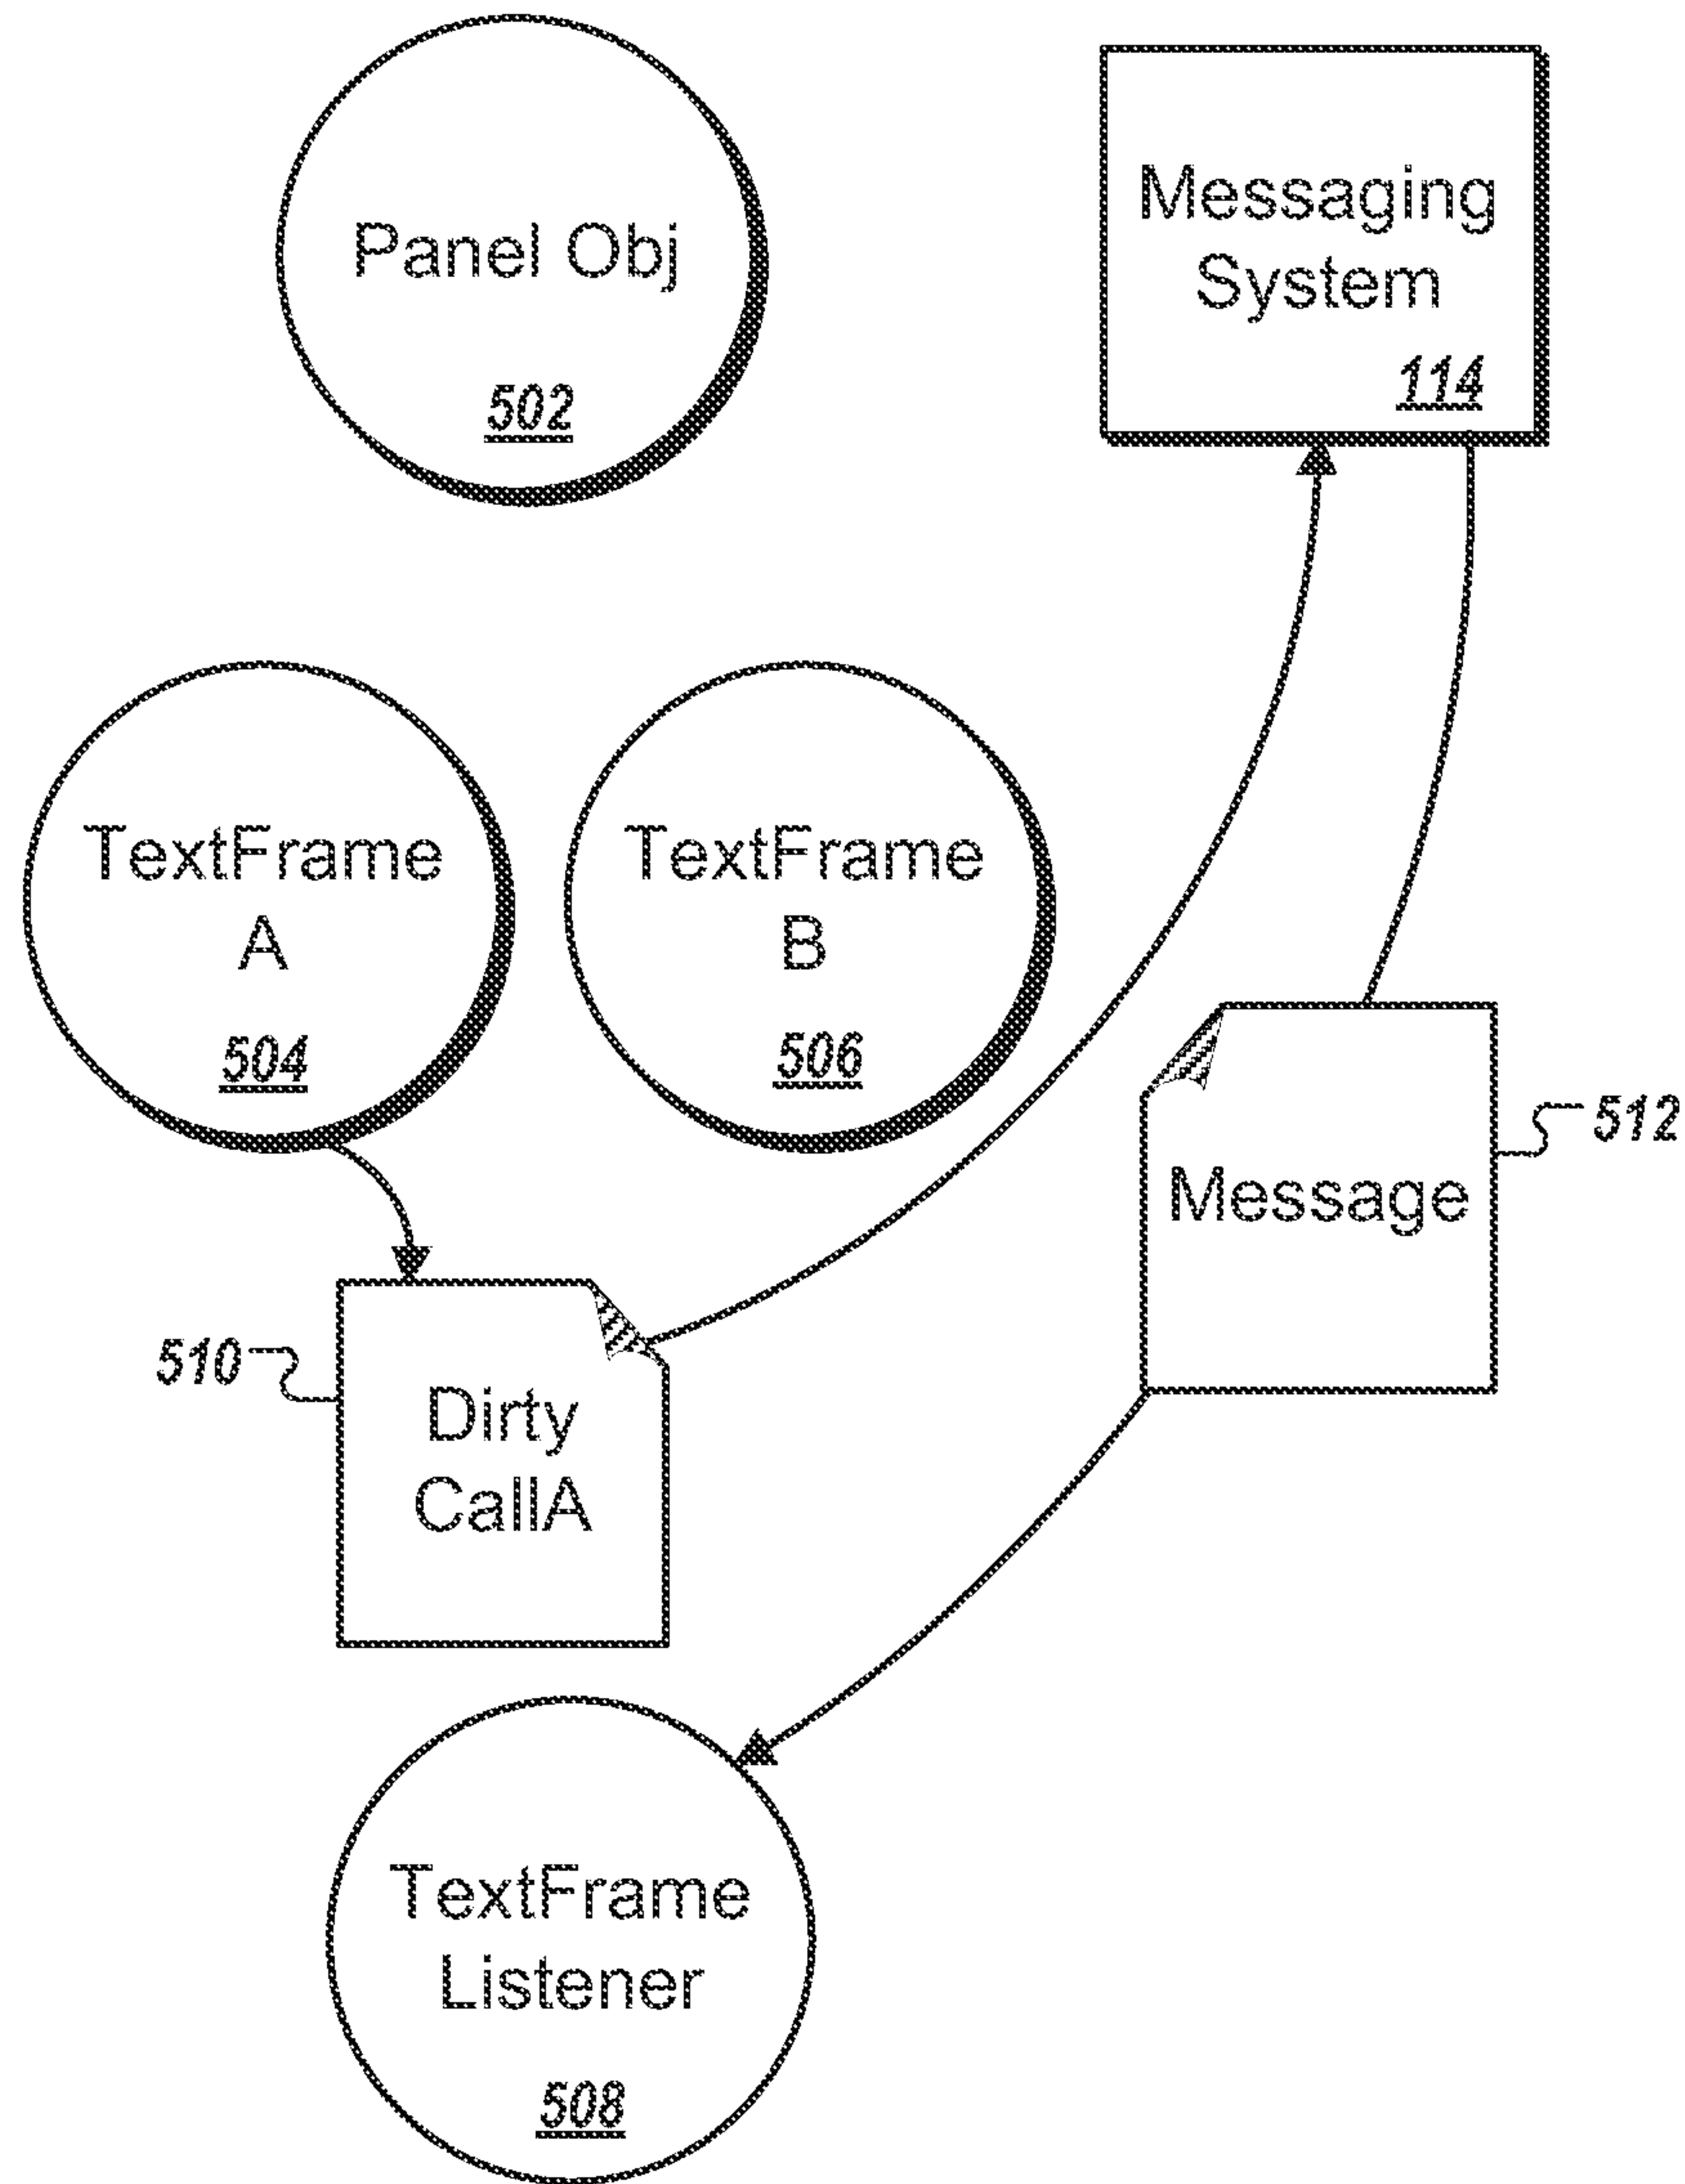 Panel Obj
502
Messaging
System
114
TextFrame
A
504
TextFrame
B
506
Message
512
510
Dirty
CallA
TextFrame
Listener
508